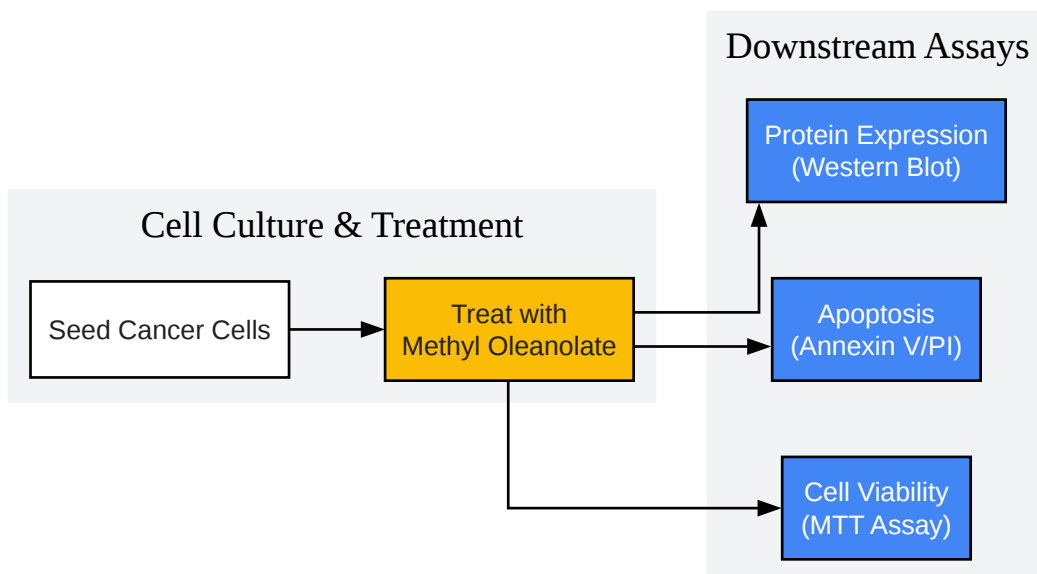 Downstream Assays
Protein Expression
(Western Blot)
Cell Culture & Treatment
Seed Cancer Cells
Treat with
Methyl Oleanolate
Apoptosis
(Annexin V/PI)
Cell Viability
(MTT Assay)